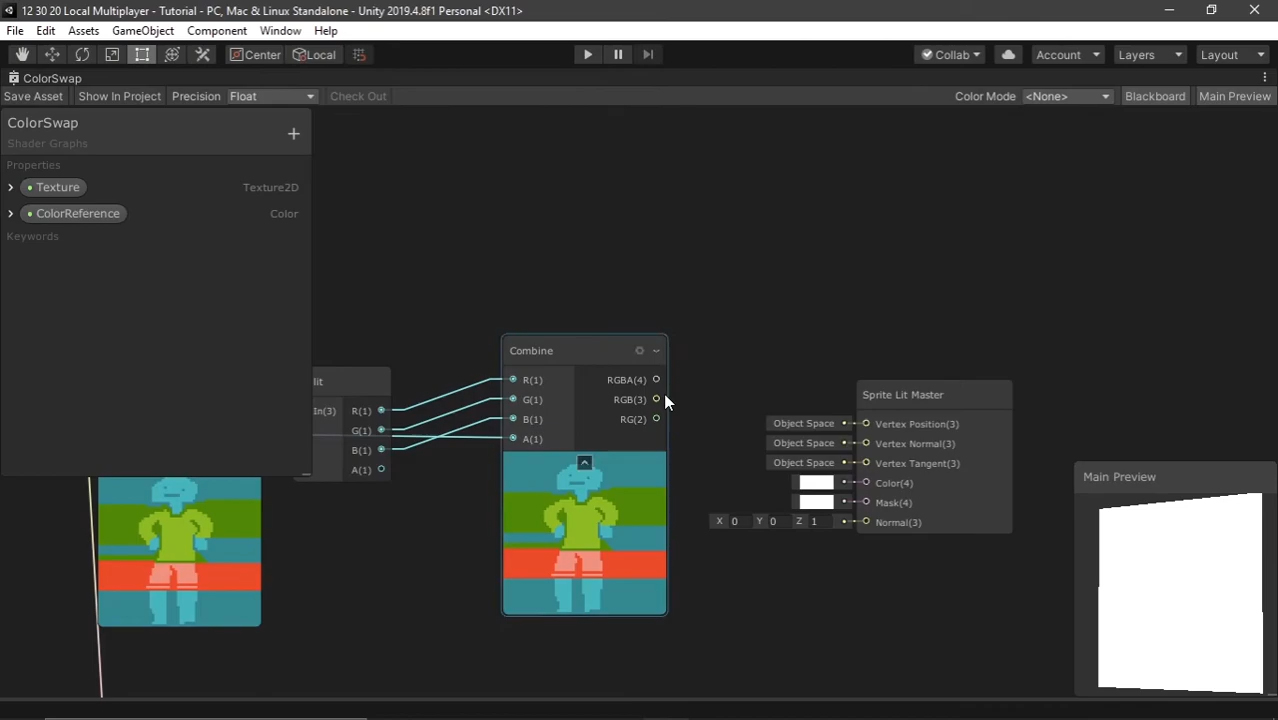 12 30 20 Local Multiplayer - Tutorial - PC, Mac & Linux Standalone - Unity 2019.4.8f1 Personal <DX11>
File Edit Assets GameObject Component Window Help
Center Local Collab Account Layers Layout
ColorSwap
Save Asset Show In Project Precision Float Check Out Color Mode <None> Blackboard Main Preview
ColorSwap
Shader Graphs
Properties
Texture Texture2D
ColorReference Color
Keywords
lit
In(3) R(1)
G(1)
B(1)
A(1)
Combine
R(1) RGBA(4)
G(1) RGB(3)
B(1) RG(2)
A(1)
Sprite Lit Master
Object Space Vertex Position(3)
Object Space Vertex Normal(3)
Object Space Vertex Tangent(3)
Color(4)
Mask(4)
X 0 Y 0 Z 1 Normal(3)
Main Preview